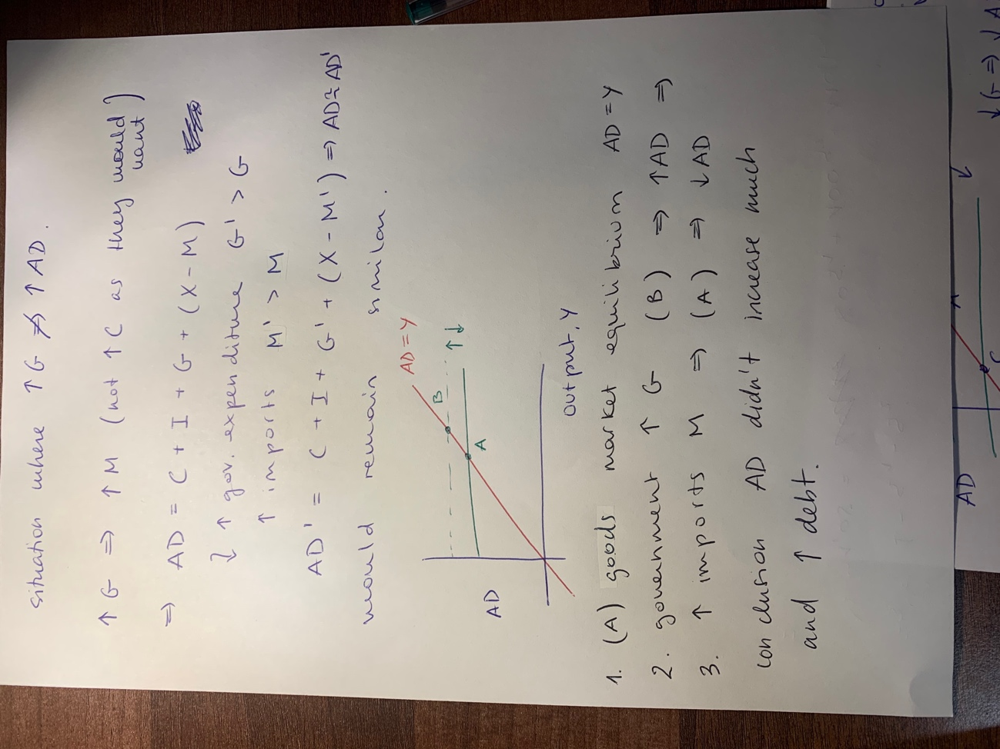 situation where ↑G ⇏ ↑AD.
↑G ⇒ ↑M (not ↑C as they would want)
⇒ AD = C + I + G + (X - M)
↑ gov. expenditure G' > G
↑ imports M' > M
AD' = C + I + G' + (X - M') ⇒ AD ≈ AD'
would remain similar.
AD=Y
B
↑↓
A
AD
output, Y
1. (A) goods market equilibrium AD = Y
2. government ↑ G (B) ⇒ ↑AD ⇒
3. ↑ imports M ⇒ (A) ⇒ ↓AD
conclusion AD didn't increase much
and ↑ debt.
↓G ⇒ ↓A
AD
A
C